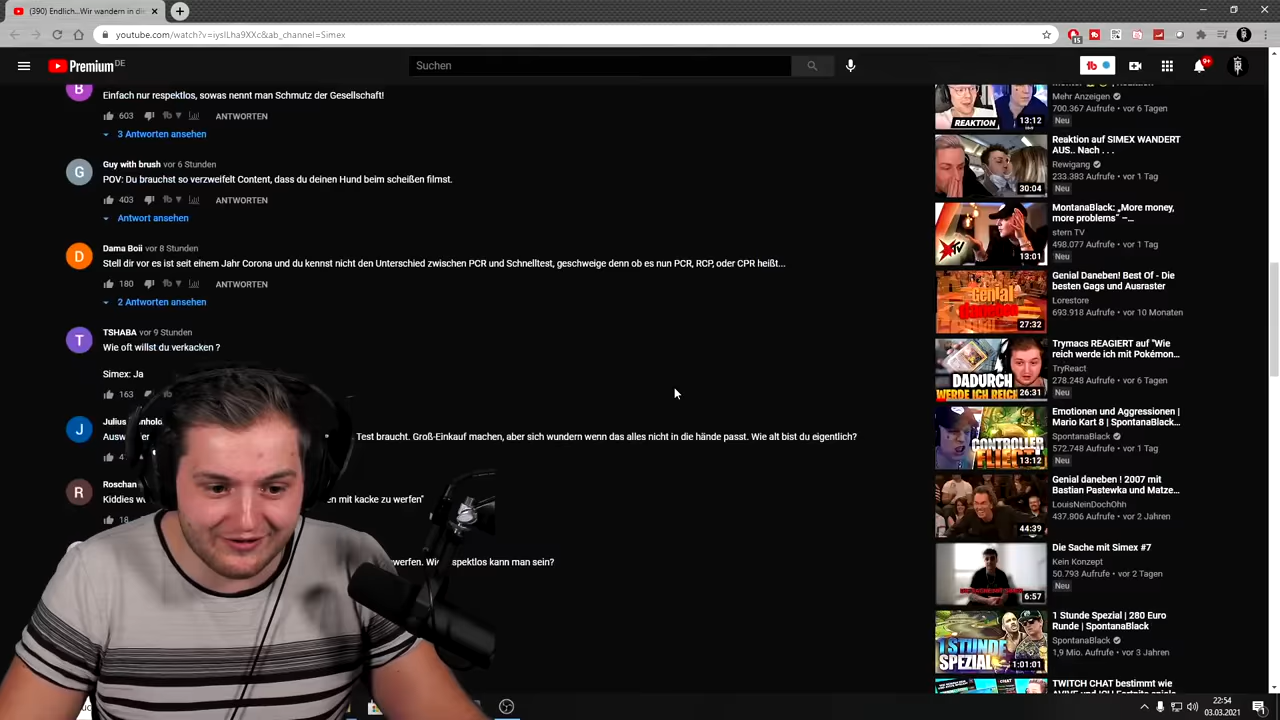 (390) Endlich...Wir wandern in die
youtube.com/watch?v=iysILha9XXc&ab_channel=Simex
15
Premium DE
Suchen
9+
B
Einfach nur respektlos, sowas nennt man Schmutz der Gesellschaft!
603 ANTWORTEN
3 Antworten ansehen
G
Guy with brush vor 6 Stunden
POV: Du brauchst so verzweifelt Content, dass du deinen Hund beim scheißen filmst.
403 ANTWORTEN
Antwort ansehen
D
Dama Boii vor 8 Stunden
Stell dir vor es ist seit einem Jahr Corona und du kennst nicht den Unterschied zwischen PCR und Schnelltest, geschweige denn ob es nun PCR, RCP, oder CPR heißt...
180 ANTWORTEN
2 Antworten ansehen
T
TSHABA vor 9 Stunden
Wie oft willst du verkacken ?
Simex: Ja
163
J
Julius
Test braucht. Groß-Einkauf machen, aber sich wundern wenn das alles nicht in die hände passt. Wie alt bist du eigentlich?
R
Roschan
Kiddies
mit kacke zu werfen"
18
kann man sein?
REAKTION
13:12
Mehr Anzeigen
700.367 Aufrufe • vor 6 Tagen
Neu
30:04
Reaktion auf SIMEX WANDERT
AUS.. Nach . . .
Rewigang
233.383 Aufrufe • vor 1 Tag
Neu
TV
13:01
MontanaBlack: „More money,
more problems“ –...
stern TV
498.077 Aufrufe • vor 1 Tag
Neu
Genial
daneben
27:32
Genial Daneben! Best Of - Die
besten Gags und Ausraster
Lorestore
693.918 Aufrufe • vor 10 Monaten
DADURCH
WERDE ICH REICH
26:31
Trymacs REAGIERT auf "Wie
reich werde ich mit Pokémon...
TryReact
278.248 Aufrufe • vor 6 Tagen
Neu
CONTROLLER
FLIEGT
13:12
Emotionen und Aggressionen |
Mario Kart 8 | SpontanaBlack...
SpontanaBlack
572.748 Aufrufe • vor 1 Tag
Neu
44:39
Genial daneben ! 2007 mit
Bastian Pastewka und Matze...
LouisNeinDochOhh
437.806 Aufrufe • vor 2 Jahren
6:57
Die Sache mit Simex #7
Kein Konzept
50.793 Aufrufe • vor 2 Tagen
Neu
1 STUNDE
SPEZIAL
1:01:01
1 Stunde Spezial | 280 Euro
Runde | SpontanaBlack
SpontanaBlack
1,9 Mio. Aufrufe • vor 3 Jahren
CHAT
TWITCH CHAT bestimmt wie
22:54
03.03.2021